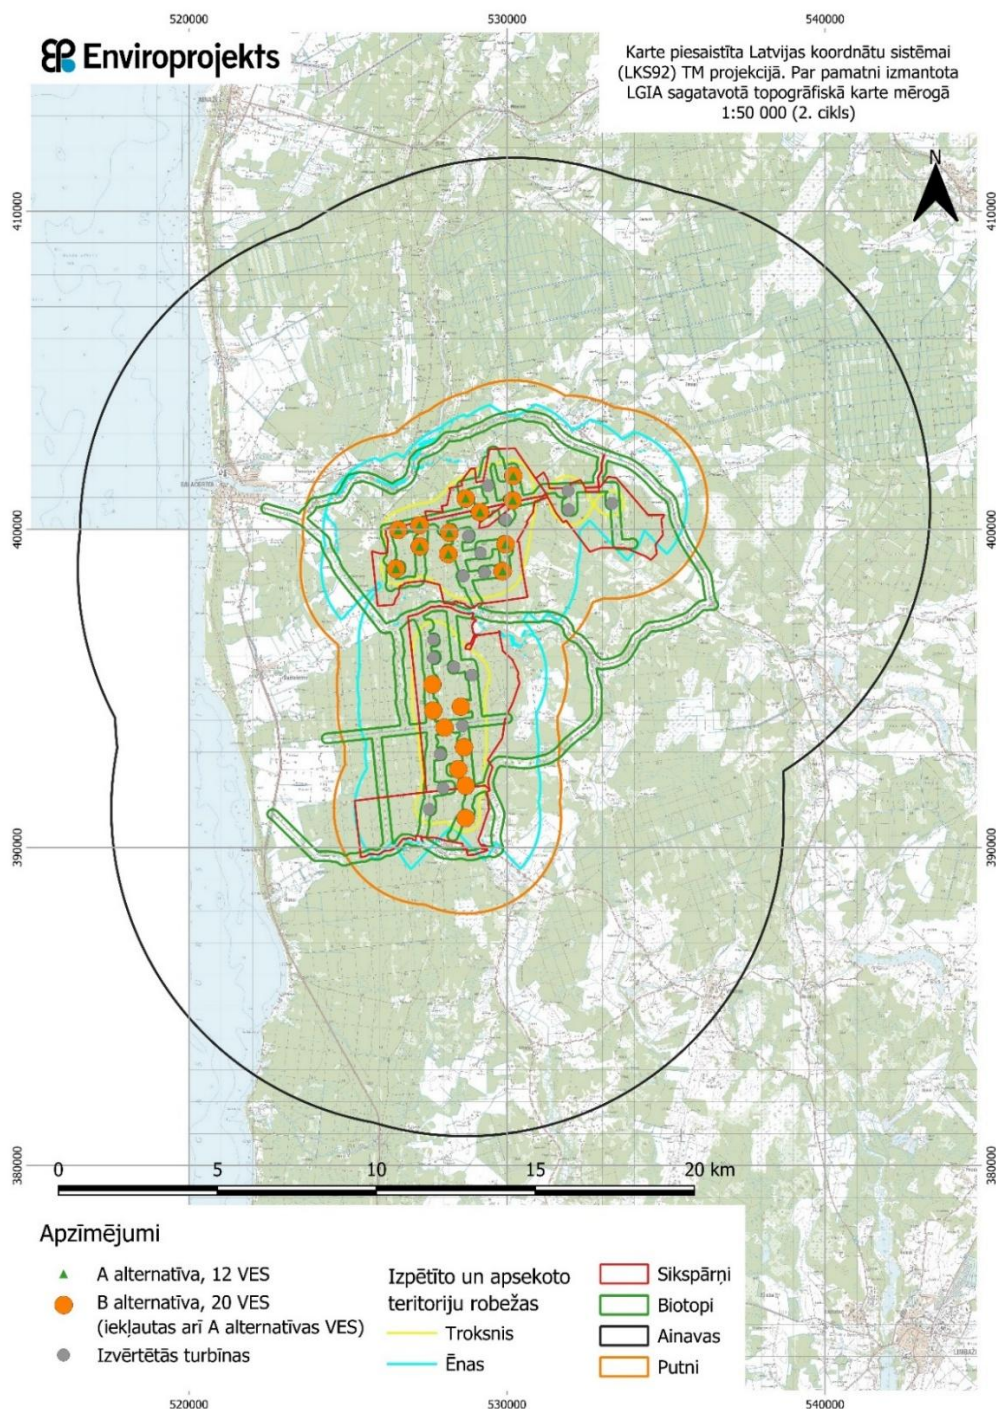 520000
530000
540000
Enviroprojekts
Karte piesaistīta Latvijas koordnātu sistēmai
(LKS92) TM projekcijā. Par pamatni izmantota
LGIA sagatavotā topogrāfiskā karte mērogā
1:50 000 (2. cikls)
N
410000
410000
400000
400000
390000
390000
380000
380000
0
5
10
15
20 km
Apzīmējumi
A alternatīva, 12 VES
B alternatīva, 20 VES
(iekļautas arī A alternatīvas VES)
Izvērtētās turbīnas
Izpētīto un apsekoto
teritoriju robežas
Troksnis
Ēnas
Sikspārņi
Biotopi
Ainavas
Putni
520000
530000
540000